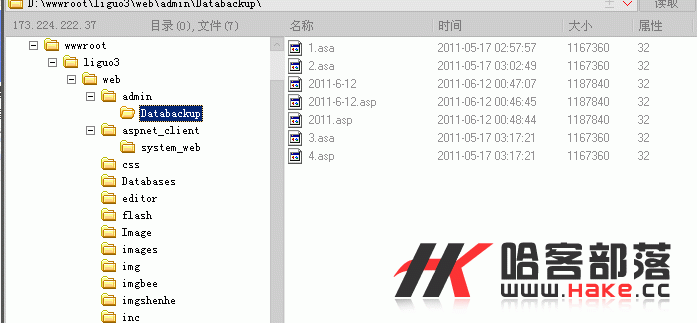 D:\wwwroot\liguo3\web\admin\Databackup\ 读取
173.224.222.37 目录(0),文件(7) 名称 时间 大小 属性
wwwroot
liguo3
web
admin
Databackup
aspnet_client
system_web
css
Databases
editor
flash
Image
images
img
imgbee
imgshenhe
inc
1.asa 2011-05-17 02:57:57 1167360 32
2.asa 2011-05-17 03:02:49 1167360 32
2011-6-12 2011-06-12 00:47:07 1187840 32
2011-6-12.asp 2011-06-12 00:46:45 1187840 32
2011.asp 2011-06-12 00:48:44 1187840 32
3.asa 2011-05-17 03:17:21 1167360 32
4.asp 2011-05-17 03:17:21 1167360 32
HK 哈客部落
www.Hake.cc